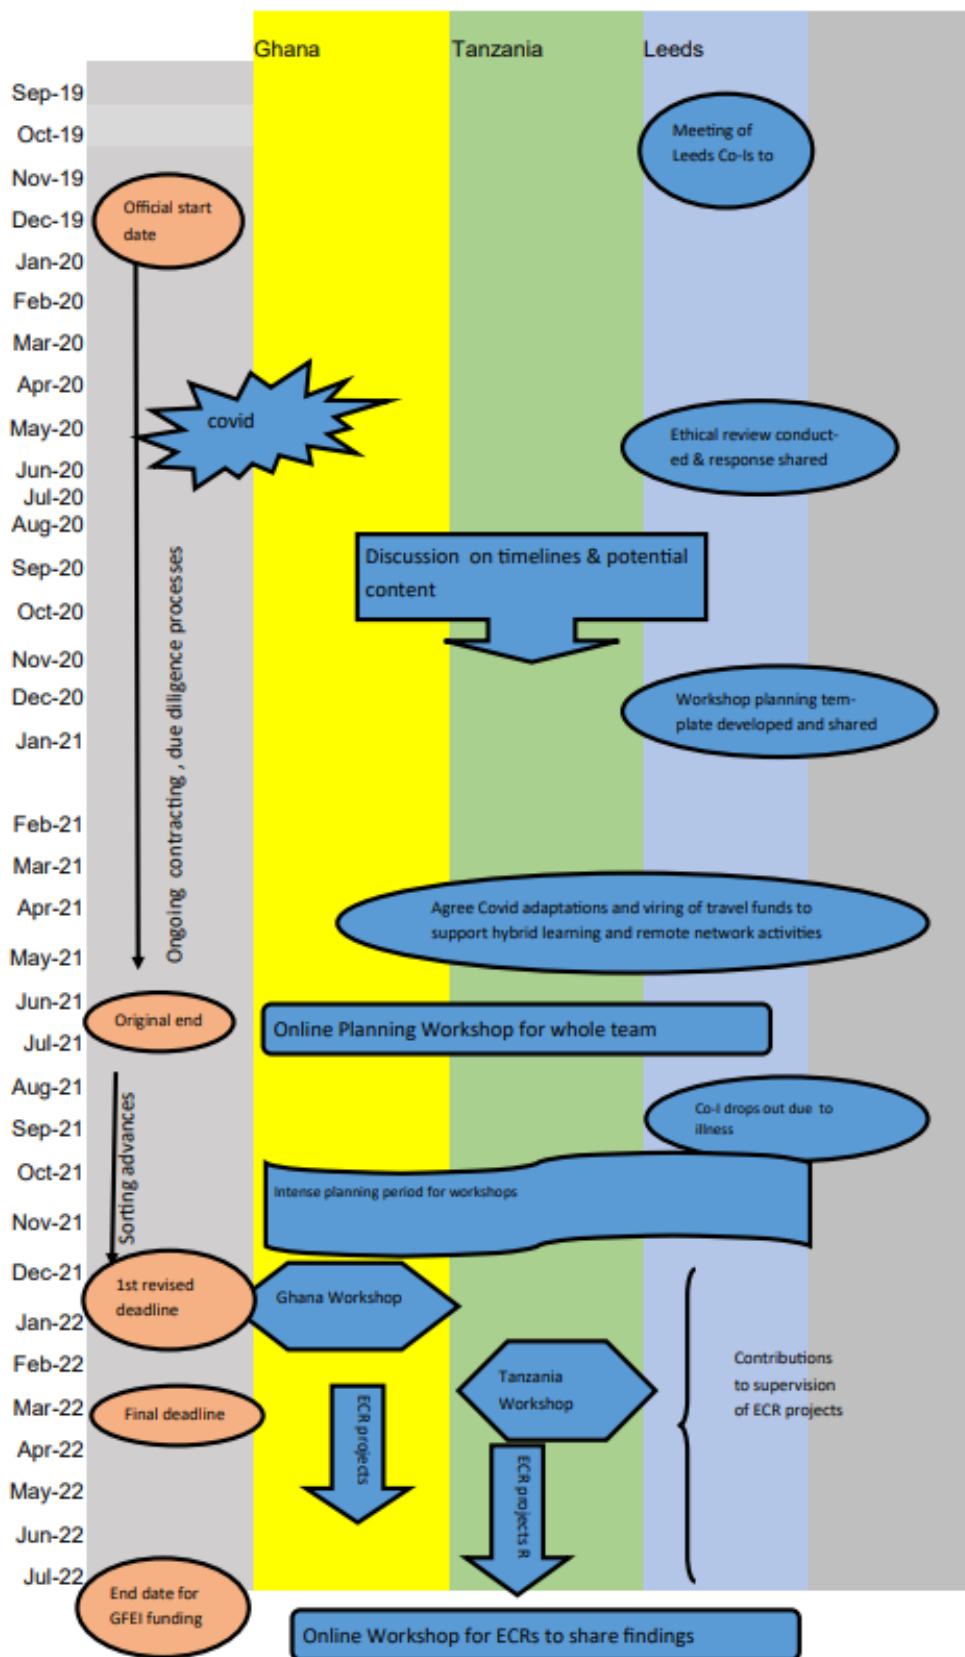 Ghana
Tanzania
Leeds
Sep-19
Oct-19
Nov-19
Dec-19
Jan-20
Feb-20
Mar-20
Apr-20
May-20
Jun-20
Jul-20
Aug-20
Sep-20
Oct-20
Nov-20
Dec-20
Jan-21
Feb-21
Mar-21
Apr-21
May-21
Jun-21
Jul-21
Aug-21
Sep-21
Oct-21
Nov-21
Dec-21
Jan-22
Feb-22
Mar-22
Apr-22
May-22
Jun-22
Jul-22
Meeting of
Leeds Co-Is to
Official start
date
covid
Ethical review conduct-
ed & response shared
Ongoing contracting , due diligence processes
Discussion on timelines & potential
content
Workshop planning tem-
plate developed and shared
Agree Covid adaptations and viring of travel funds to
support hybrid learning and remote network activities
Original end
Online Planning Workshop for whole team
Sorting advances
Co-I drops out due to
illness
Intense planning period for workshops
1st revised
deadline
Ghana Workshop
Tanzania
Workshop
Contributions
to supervision
of ECR projects
Final deadline
ECR projects
ECR projects R
End date for
GFEI funding
Online Workshop for ECRs to share findings